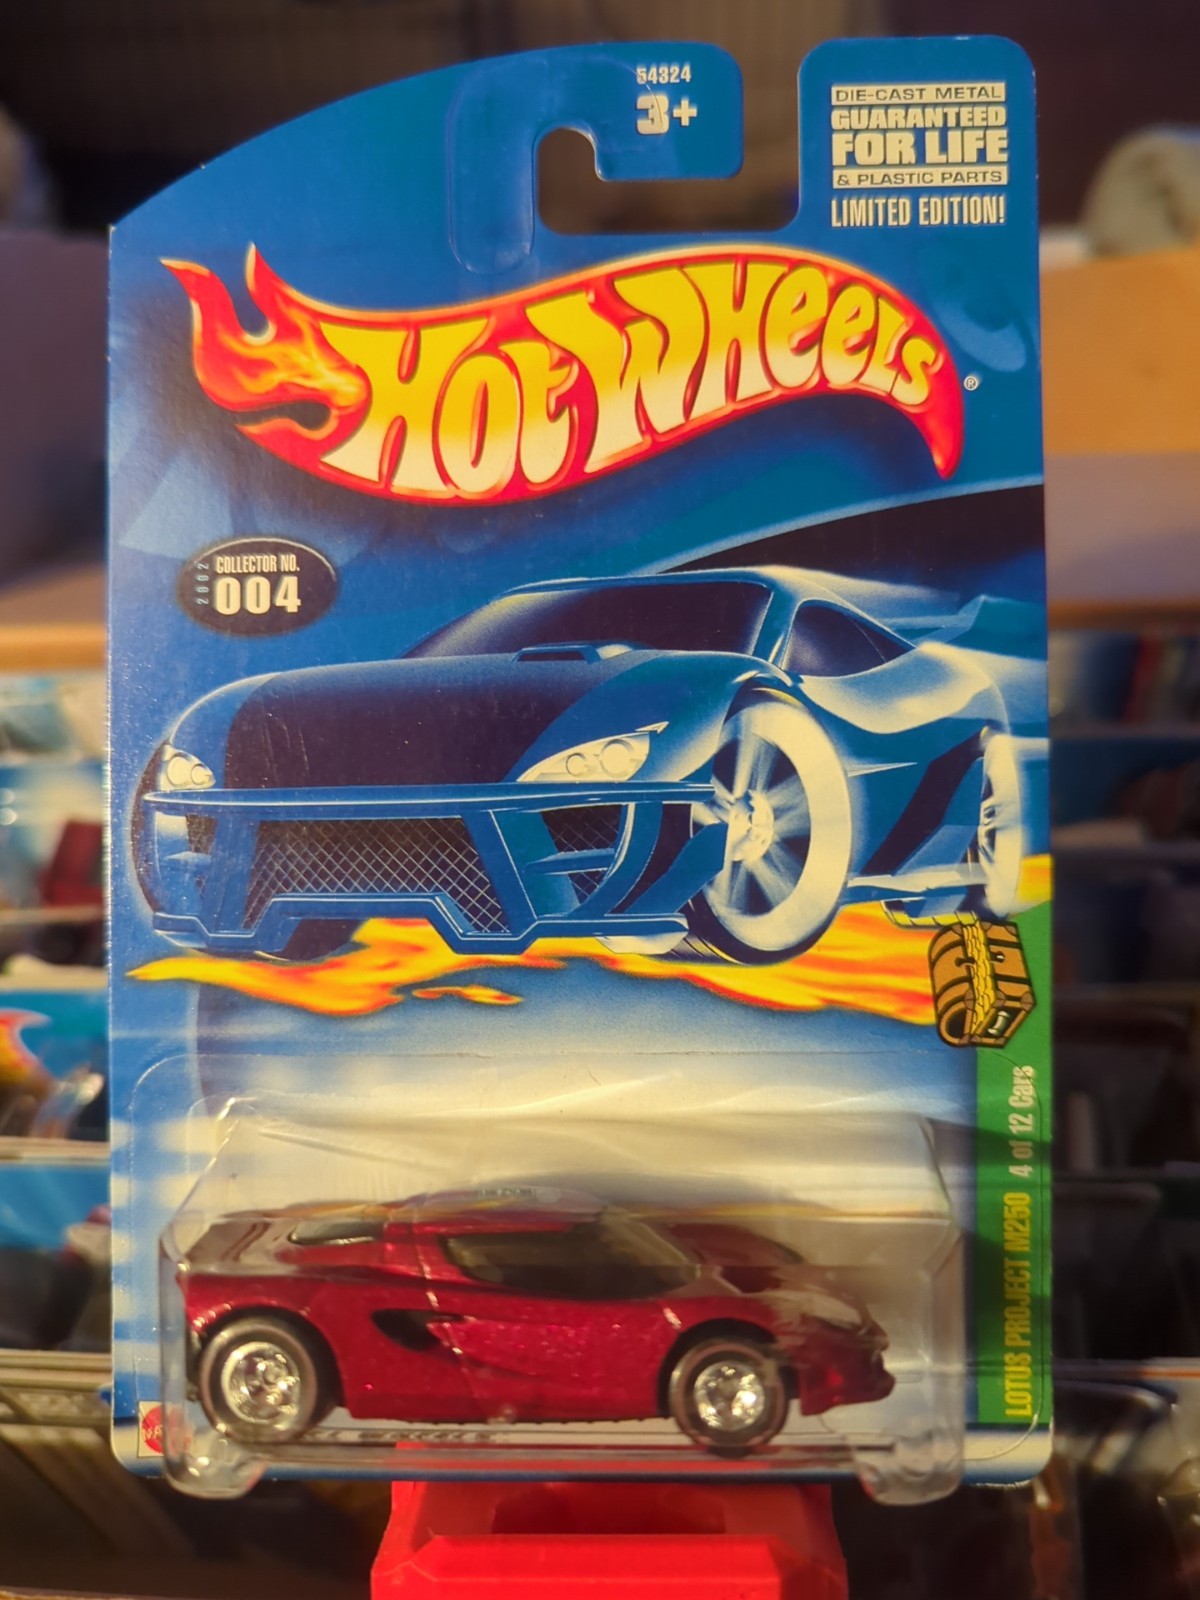 54324
3+
DIE-CAST METAL
GUARANTEED
FOR LIFE
& PLASTIC PARTS
LIMITED EDITION!
HOT WHEELS
®
2002
COLLECTOR NO.
004
LOTUS PROJECT M250 4 of 12 Cars